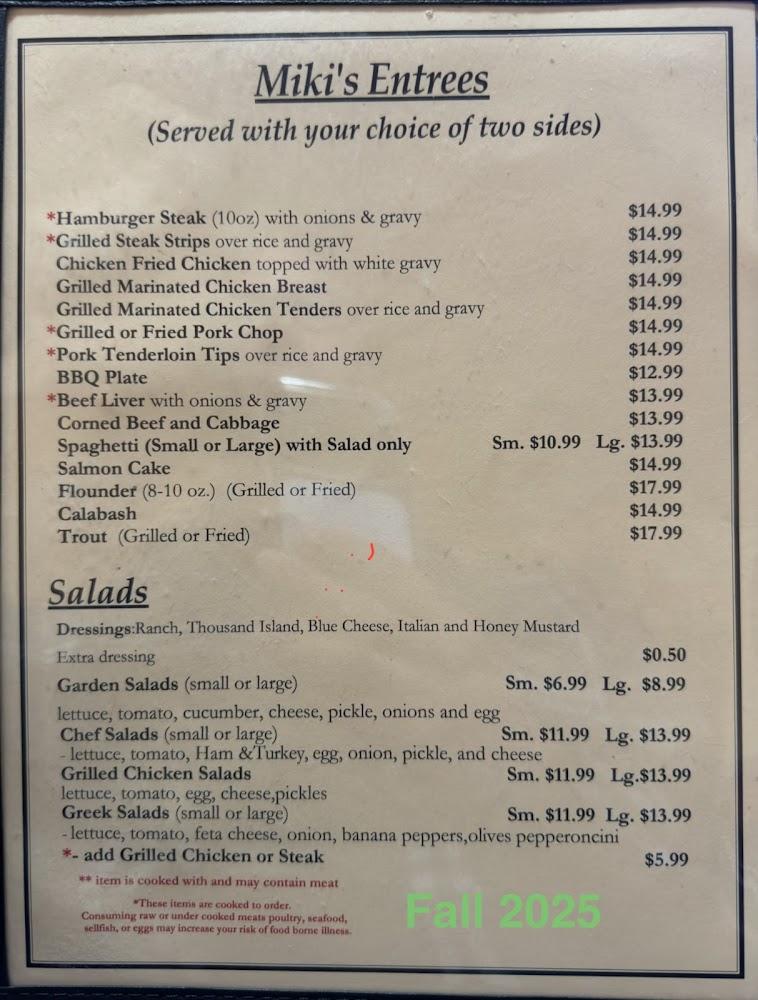 Miki's Entrees
(Served with your choice of two sides)
*Hamburger Steak (10oz) with onions & gravy $14.99
*Grilled Steak Strips over rice and gravy $14.99
Chicken Fried Chicken topped with white gravy $14.99
Grilled Marinated Chicken Breast $14.99
Grilled Marinated Chicken Tenders over rice and gravy $14.99
*Grilled or Fried Pork Chop $14.99
*Pork Tenderloin Tips over rice and gravy $14.99
BBQ Plate $12.99
*Beef Liver with onions & gravy $13.99
Corned Beef and Cabbage $13.99
Spaghetti (Small or Large) with Salad only Sm. $10.99 Lg. $13.99
Salmon Cake $14.99
Flounder (8-10 oz.) (Grilled or Fried) $17.99
Calabash $14.99
Trout (Grilled or Fried) $17.99
Salads
Dressings:Ranch, Thousand Island, Blue Cheese, Italian and Honey Mustard
Extra dressing $0.50
Garden Salads (small or large) Sm. $6.99 Lg. $8.99
lettuce, tomato, cucumber, cheese, pickle, onions and egg
Chef Salads (small or large) Sm. $11.99 Lg. $13.99
- lettuce, tomato, Ham &Turkey, egg, onion, pickle, and cheese
Grilled Chicken Salads Sm. $11.99 Lg.$13.99
lettuce, tomato, egg, cheese,pickles
Greek Salads (small or large) Sm. $11.99 Lg. $13.99
- lettuce, tomato, feta cheese, onion, banana peppers,olives pepperoncini
*- add Grilled Chicken or Steak $5.99
** item is cooked with and may contain meat
*These items are cooked to order.
Consuming raw or under cooked meats poultry, seafood,
sellfish, or eggs may increase your risk of food borne illness.
Fall 2025